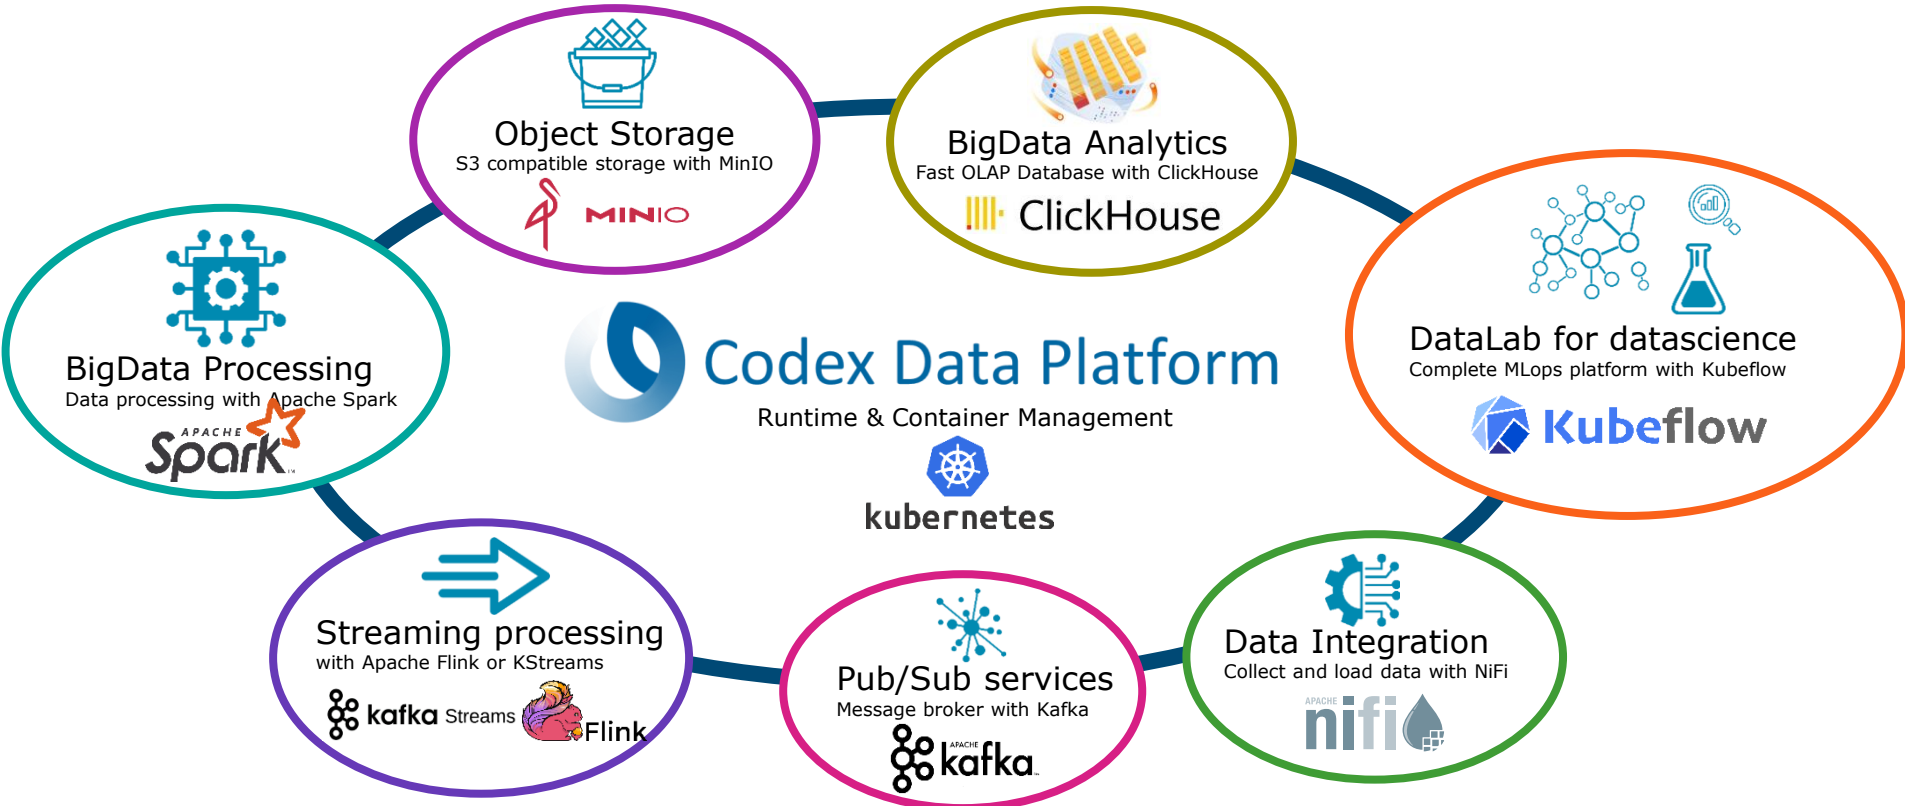 Object Storage
S3 compatible storage with MinIO
MINIO
BigData Analytics
Fast OLAP Database with ClickHouse
ClickHouse
DataLab for datascience
Complete MLops platform with Kubeflow
Kubeflow
BigData Processing
Data processing with Apache Spark
APACHE
Spark
TM
Codex Data Platform
Runtime & Container Management
kubernetes
Streaming processing
with Apache Flink or KStreams
kafka Streams
Flink
Pub/Sub services
Message broker with Kafka
APACHE
kafka
Data Integration
Collect and load data with NiFi
APACHE
nifi